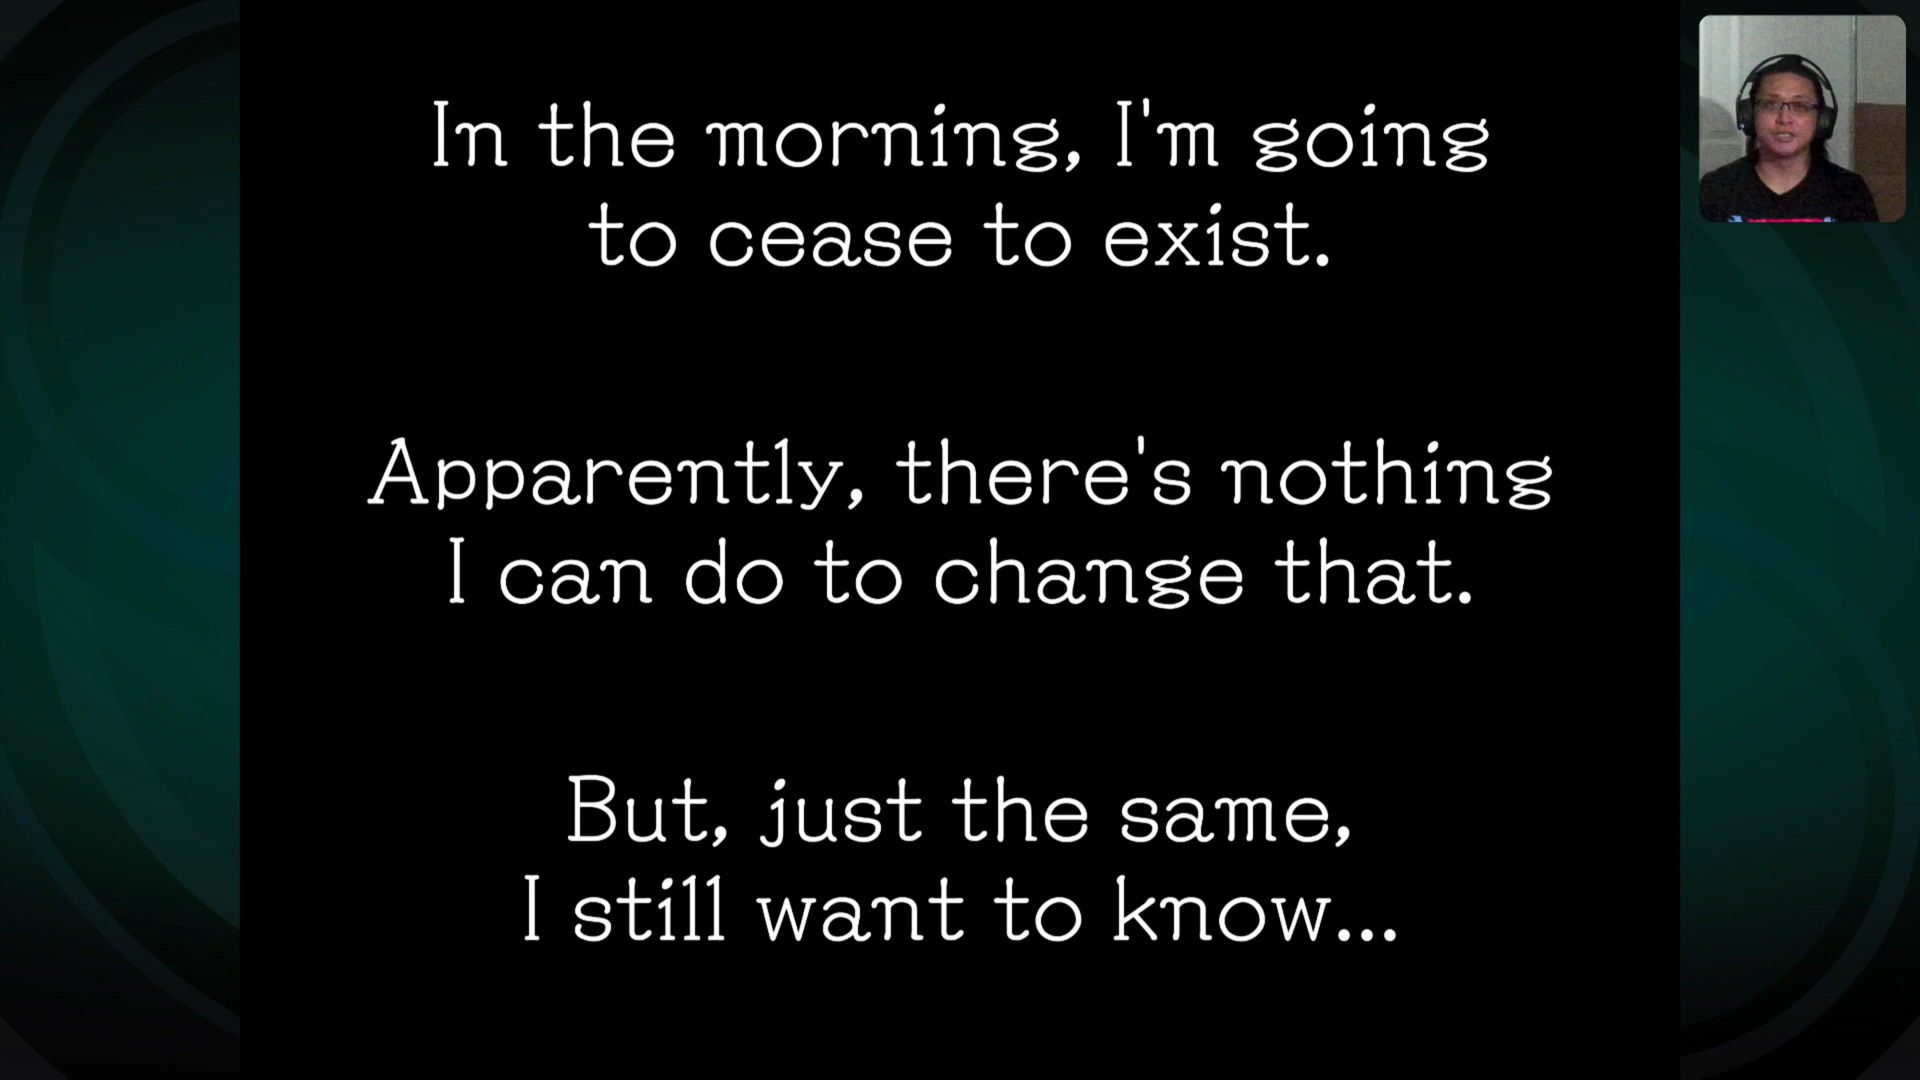 In the morning, I'm going
to cease to exist.
Apparently, there's nothing
I can do to change that.
But, just the same,
I still want to know...